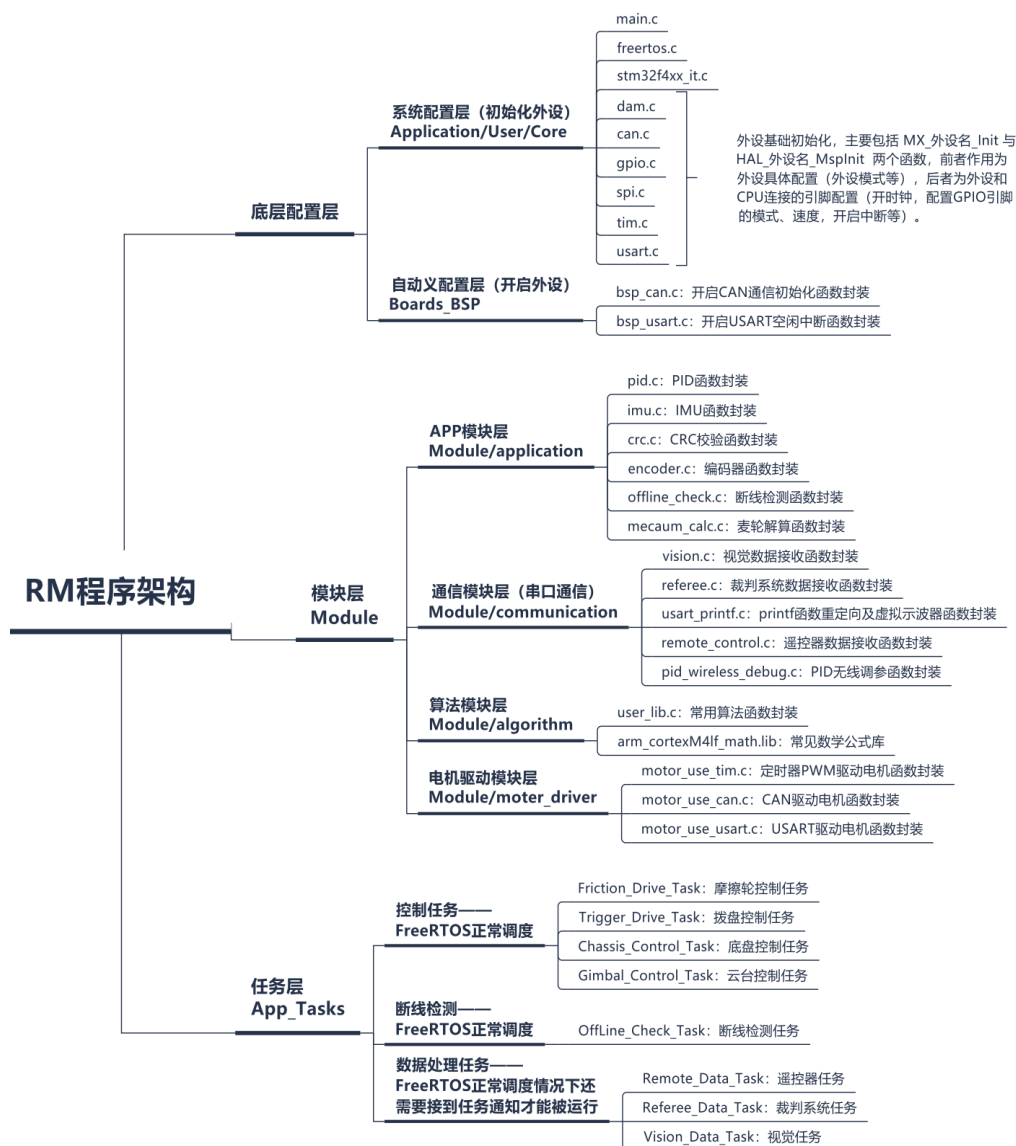 RM程序架构
底层配置层
系统配置层（初始化外设）
Application/User/Core
main.c
freertos.c
stm32f4xx_it.c
dam.c
can.c
gpio.c
spi.c
tim.c
usart.c
外设基础初始化，主要包括 MX_外设名_Init 与
HAL_外设名_MspInit 两个函数，前者作用为
外设具体配置（外设模式等），后者为外设和
CPU连接的引脚配置（开时钟，配置GPIO引脚
的模式、速度，开启中断等）。
自动义配置层（开启外设）
Boards_BSP
bsp_can.c：开启CAN通信初始化函数封装
bsp_usart.c：开启USART空闲中断函数封装
模块层
Module
APP模块层
Module/application
pid.c：PID函数封装
imu.c：IMU函数封装
crc.c：CRC校验函数封装
encoder.c：编码器函数封装
offline_check.c：断线检测函数封装
mecaum_calc.c：麦轮解算函数封装
通信模块层（串口通信）
Module/communication
vision.c：视觉数据接收函数封装
referee.c：裁判系统数据接收函数封装
usart_printf.c：printf函数重定向及虚拟示波器函数封装
remote_control.c：遥控器数据接收函数封装
pid_wireless_debug.c：PID无线调参函数封装
算法模块层
Module/algorithm
user_lib.c：常用算法函数封装
arm_cortexM4lf_math.lib：常见数学公式库
电机驱动模块层
Module/moter_driver
motor_use_tim.c：定时器PWM驱动电机函数封装
motor_use_can.c：CAN驱动电机函数封装
motor_use_usart.c：USART驱动电机函数封装
任务层
App_Tasks
控制任务——
FreeRTOS正常调度
Friction_Drive_Task：摩擦轮控制任务
Trigger_Drive_Task：拨盘控制任务
Chassis_Control_Task：底盘控制任务
Gimbal_Control_Task：云台控制任务
断线检测——
FreeRTOS正常调度
OffLine_Check_Task：断线检测任务
数据处理任务——
FreeRTOS正常调度情况下还
需要接到任务通知才能被运行
Remote_Data_Task：遥控器任务
Referee_Data_Task：裁判系统任务
Vision_Data_Task：视觉任务